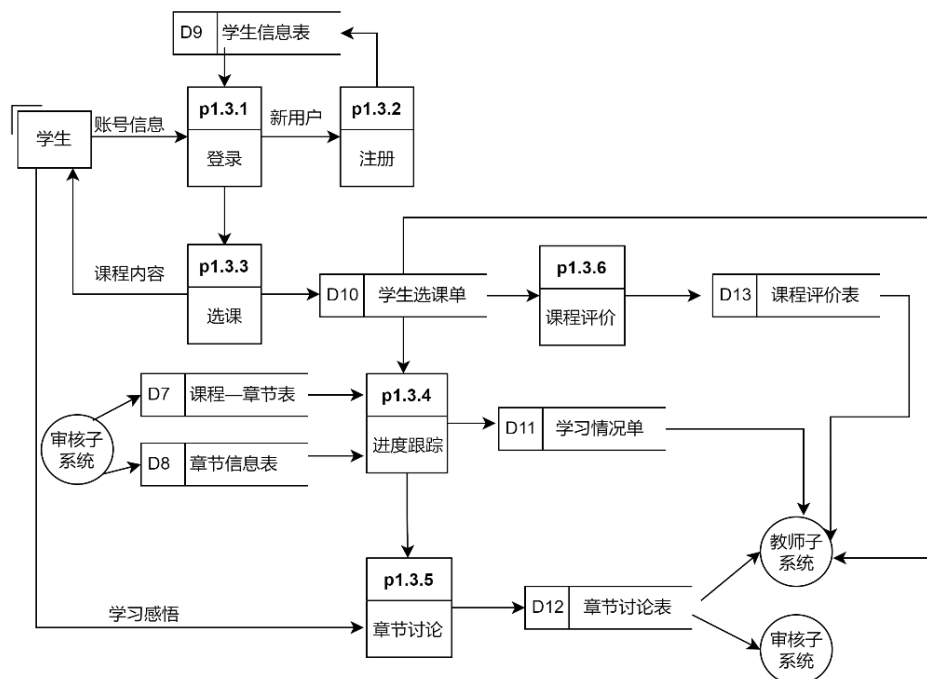 D9 学生信息表
p1.3.1
p1.3.2
学生
账号信息
新用户
登录
注册
p1.3.3
p1.3.6
课程内容
D10 学生选课单
D13 课程评价表
选课
课程评价
D7 课程—章节表
p1.3.4
审核子
系统
D11 学习情况单
进度跟踪
D8 章节信息表
教师子
系统
p1.3.5
D12 章节讨论表
学习感悟
章节讨论
审核子
系统